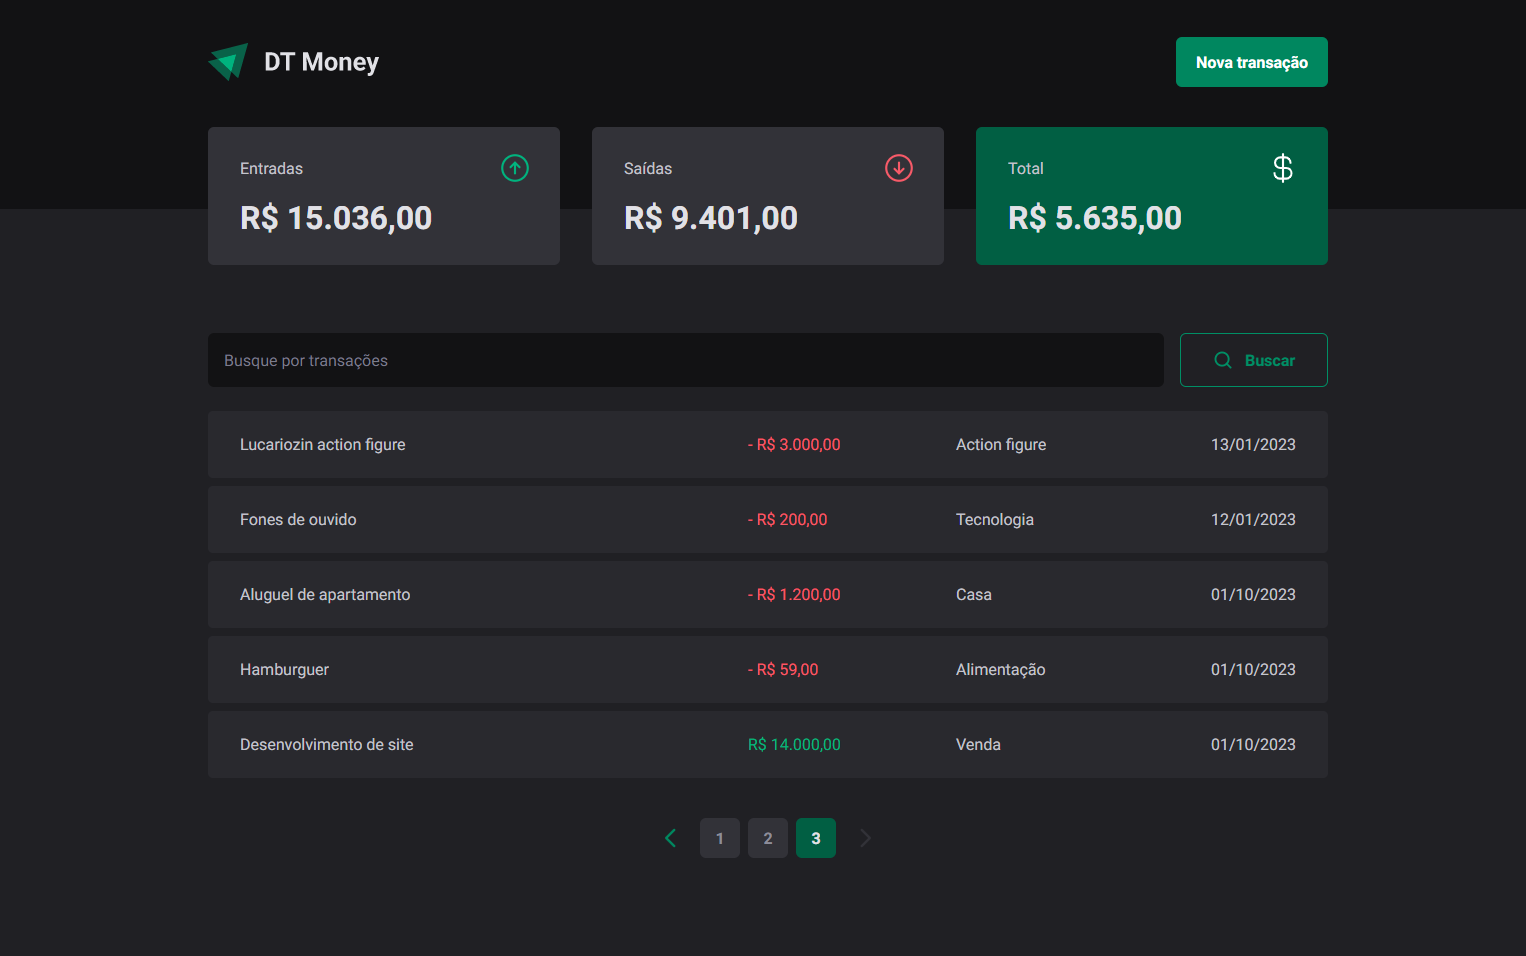 DT Money
Nova transação
Entradas
R$ 15.036,00
Saídas
R$ 9.401,00
Total
R$ 5.635,00
Busque por transações
Buscar
Lucariozin action figure - R$ 3.000,00 Action figure 13/01/2023
Fones de ouvido - R$ 200,00 Tecnologia 12/01/2023
Aluguel de apartamento - R$ 1.200,00 Casa 01/10/2023
Hamburguer - R$ 59,00 Alimentação 01/10/2023
Desenvolvimento de site R$ 14.000,00 Venda 01/10/2023
1 2 3